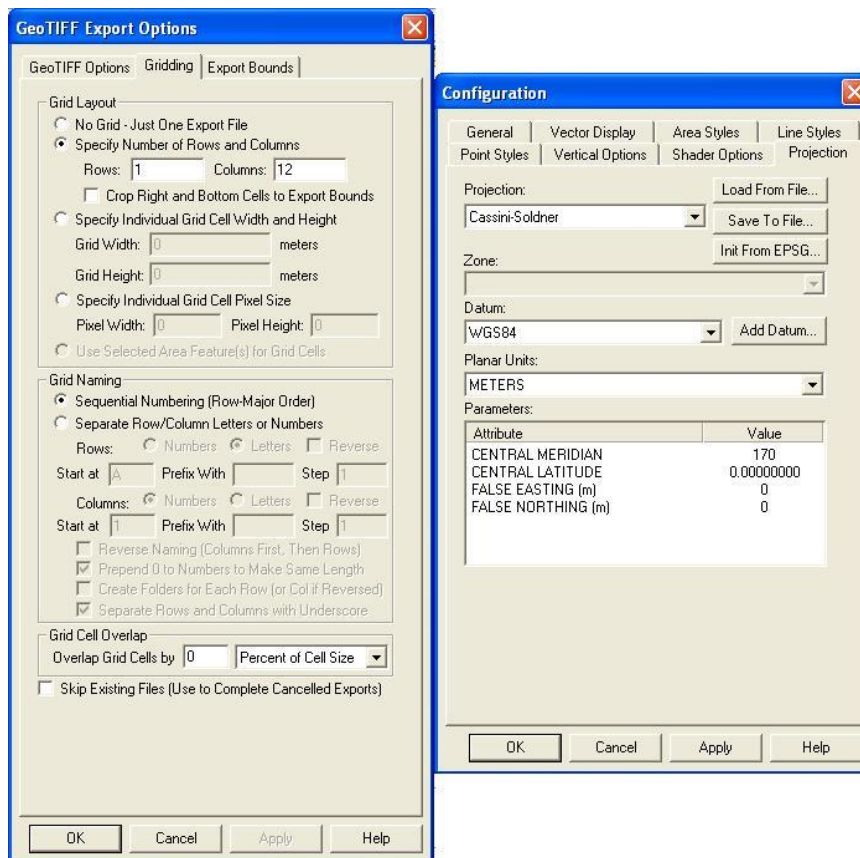 GeoTIFF Export Options
GeoTIFF Options Gridding Export Bounds
Grid Layout
No Grid - Just One Export File
Specify Number of Rows and Columns
Rows: 1 Columns: 12
Crop Right and Bottom Cells to Export Bounds
Specify Individual Grid Cell Width and Height
Grid Width: 0 meters
Grid Height: 0 meters
Specify Individual Grid Cell Pixel Size
Pixel Width: 0 Pixel Height: 0
Use Selected Area Feature(s) for Grid Cells
Grid Naming
Sequential Numbering (Row-Major Order)
Separate Row/Column Letters or Numbers
Rows: Numbers Letters Reverse
Start at A Prefix With Step 1
Columns: Numbers Letters Reverse
Start at 1 Prefix With Step 1
Reverse Naming (Columns First, Then Rows)
Prepend 0 to Numbers to Make Same Length
Create Folders for Each Row (or Col if Reversed)
Separate Rows and Columns with Underscore
Grid Cell Overlap
Overlap Grid Cells by 0 Percent of Cell Size
Skip Existing Files (Use to Complete Cancelled Exports)
OK Cancel Apply Help
Configuration
General Vector Display Area Styles Line Styles
Point Styles Vertical Options Shader Options Projection
Projection: Load From File...
Cassini-Soldner Save To File...
Init From EPSG...
Zone:
Datum:
WGS84 Add Datum...
Planar Units:
METERS
Parameters:
Attribute Value
CENTRAL MERIDIAN 170
CENTRAL LATITUDE 0.00000000
FALSE EASTING (m) 0
FALSE NORTHING (m) 0
OK Cancel Apply Help